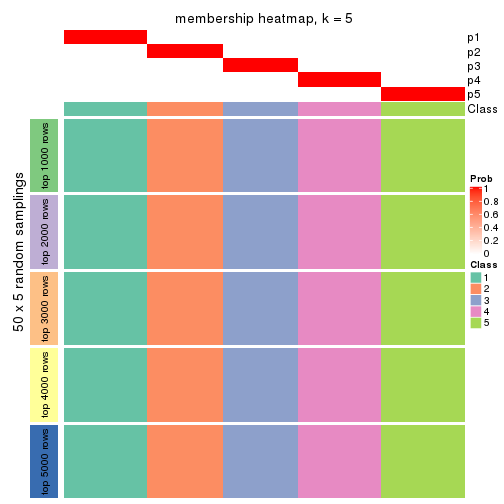 membership heatmap, k = 5
p1
p2
p3
p4
p5
Class
50 x 5 random samplings
top 1000 rows
top 2000 rows
top 3000 rows
top 4000 rows
top 5000 rows
Prob
1
0.8
0.6
0.4
0.2
0
Class
1
2
3
4
5